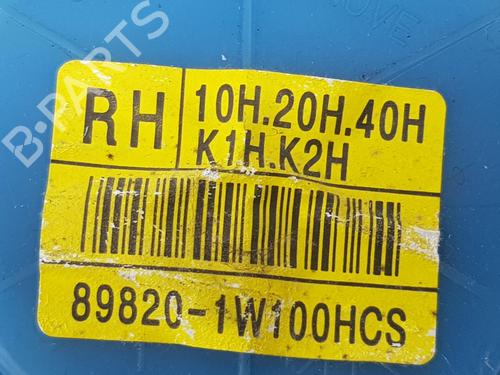 RH
10H.20H.40H
K1H.K2H
89820-1W100HCS
B-PARTS